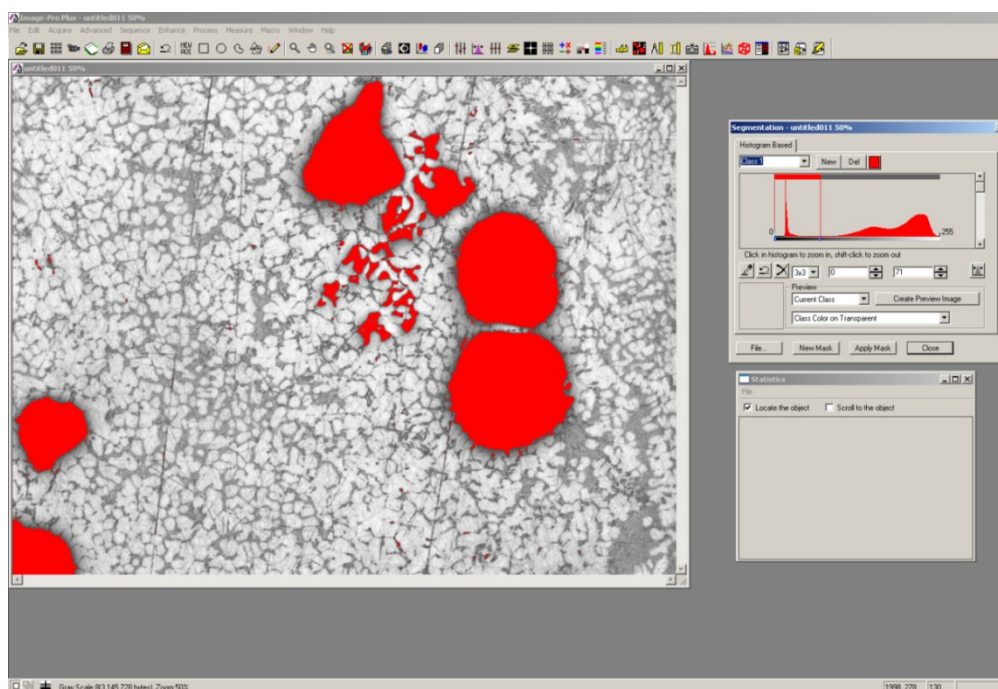 Image-Pro Plus - untitled011 50%
File Edit Acquire Advanced Sequence Enhance Process Measure Macro Window Help
NEW AOI
untitled011 50%
Segmentation - untitled011 50%
Histogram Based
Class 1 New Del
0 255
Click in histogram to zoom in, shift-click to zoom out
3x3 0 71
Preview
Current Class Create Preview Image
Class Color on Transparent
File... New Mask Apply Mask Close
Statistics
File
Locate the object Scroll to the object
Gray Scale 8(3,145,728 bytes), Zoom 50% 1998, 278 130